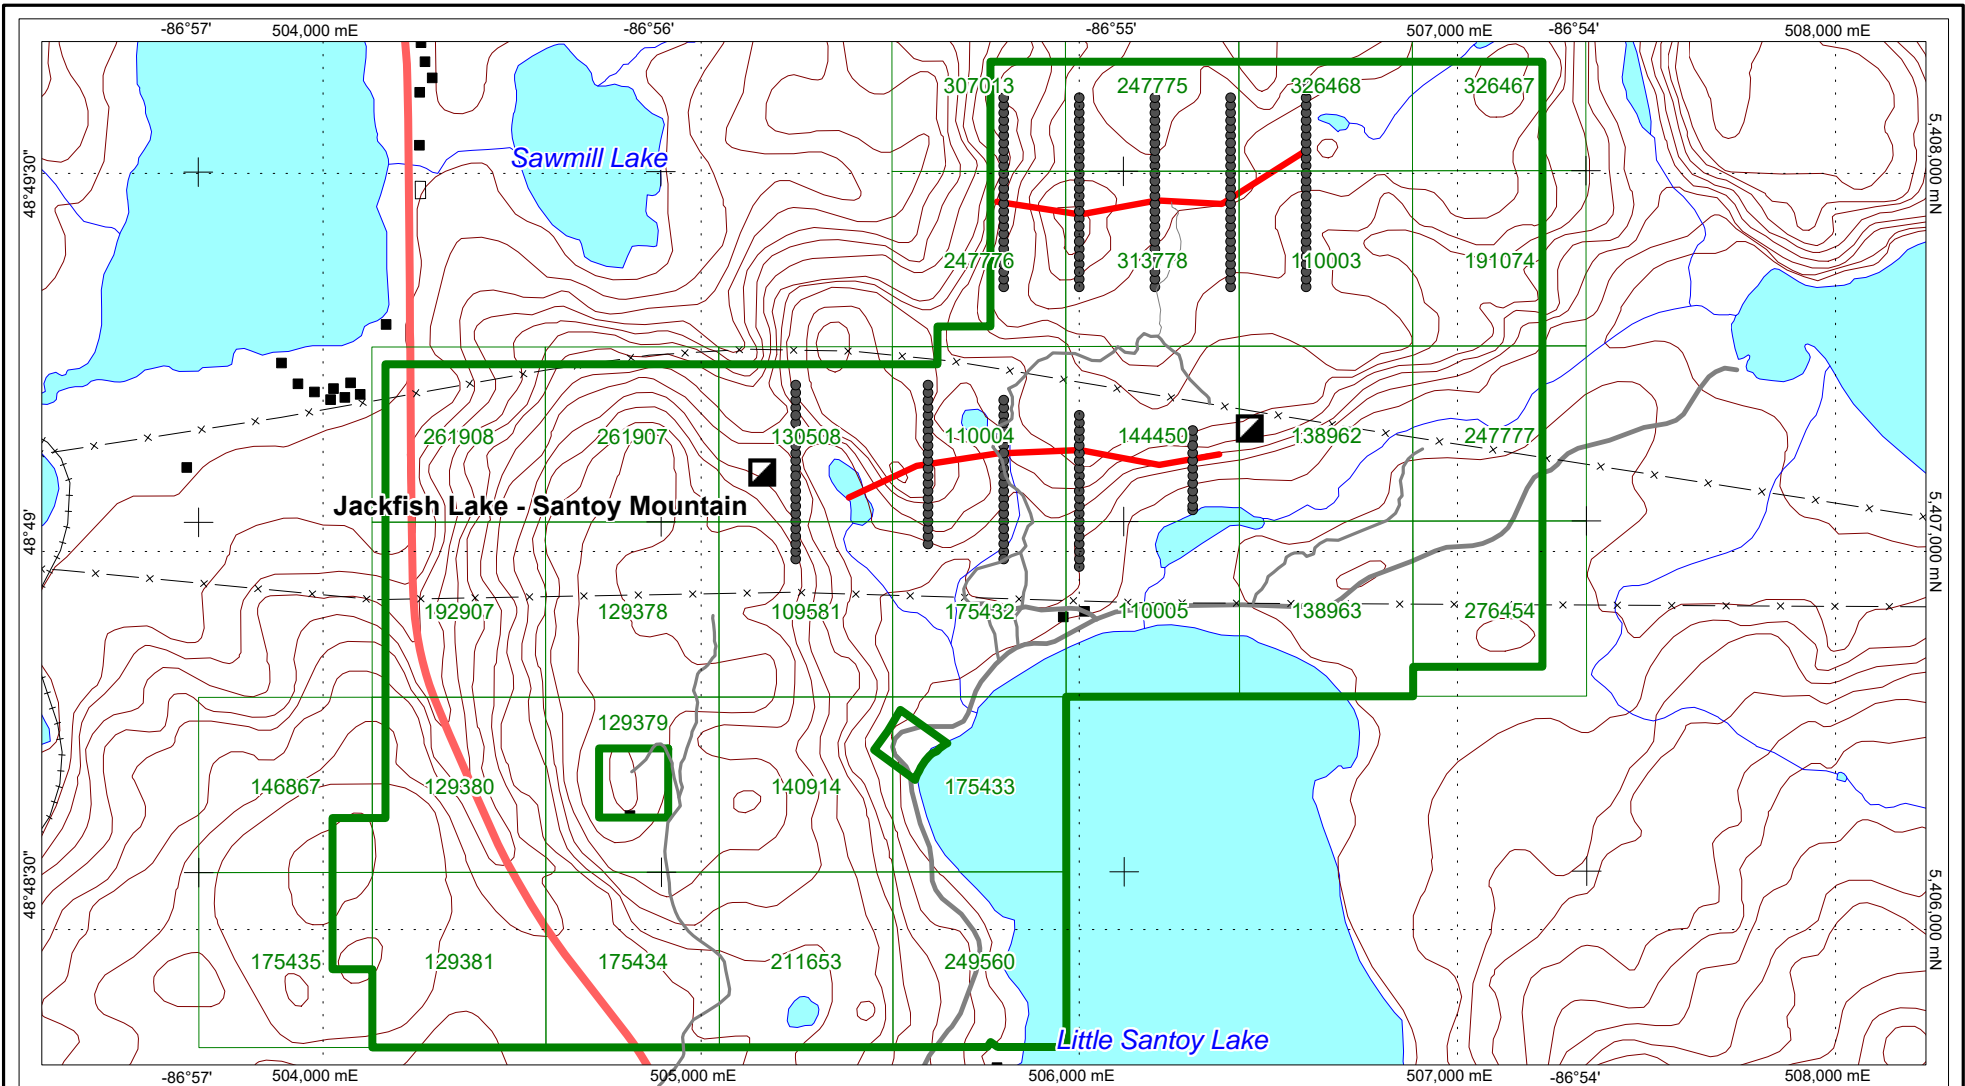 -86°57' 504,000 mE -86°56' -86°55' 507,000 mE -86°54' 508,000 mE
307013 247775 326468 326467
48°49'30"
Sawmill Lake
5,408,000 mN
247776 313778 110003 191074
261908 261907 130508 110004 144450 138962 247777
Jackfish Lake - Santoy Mountain
48°49'
5,407,000 mN
192907 129378 109581 175432 110005 138963 276454
129379
146867 129380 140914 175433
48°48'30"
5,406,000 mN
175435 129381 175434 211653 249560
Little Santoy Lake
-86°57' 504,000 mE 505,000 mE 506,000 mE 507,000 mE -86°54' 508,000 mE